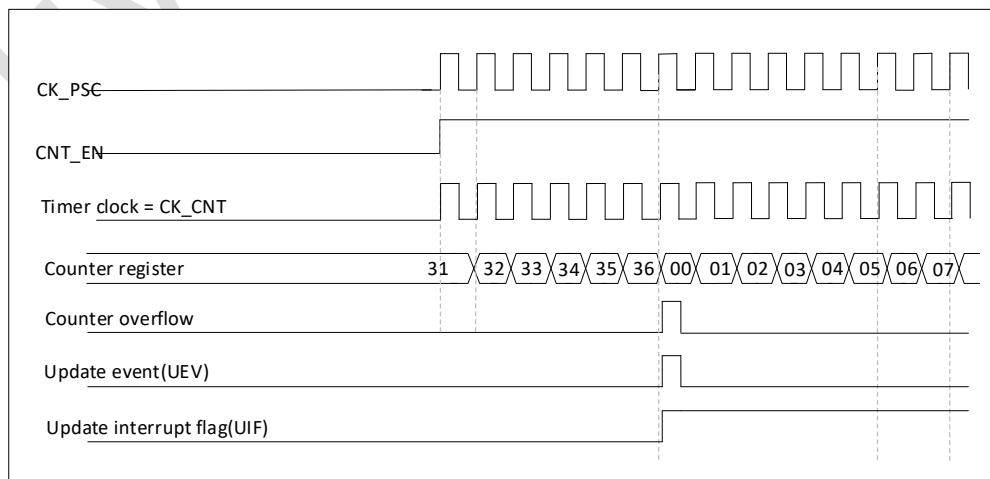 CK_PSC
CNT_EN
Timer clock = CK_CNT
Counter register 31 32 33 34 35 36 00 01 02 03 04 05 06 07
Counter overflow
Update event(UEV)
Update interrupt flag(UIF)